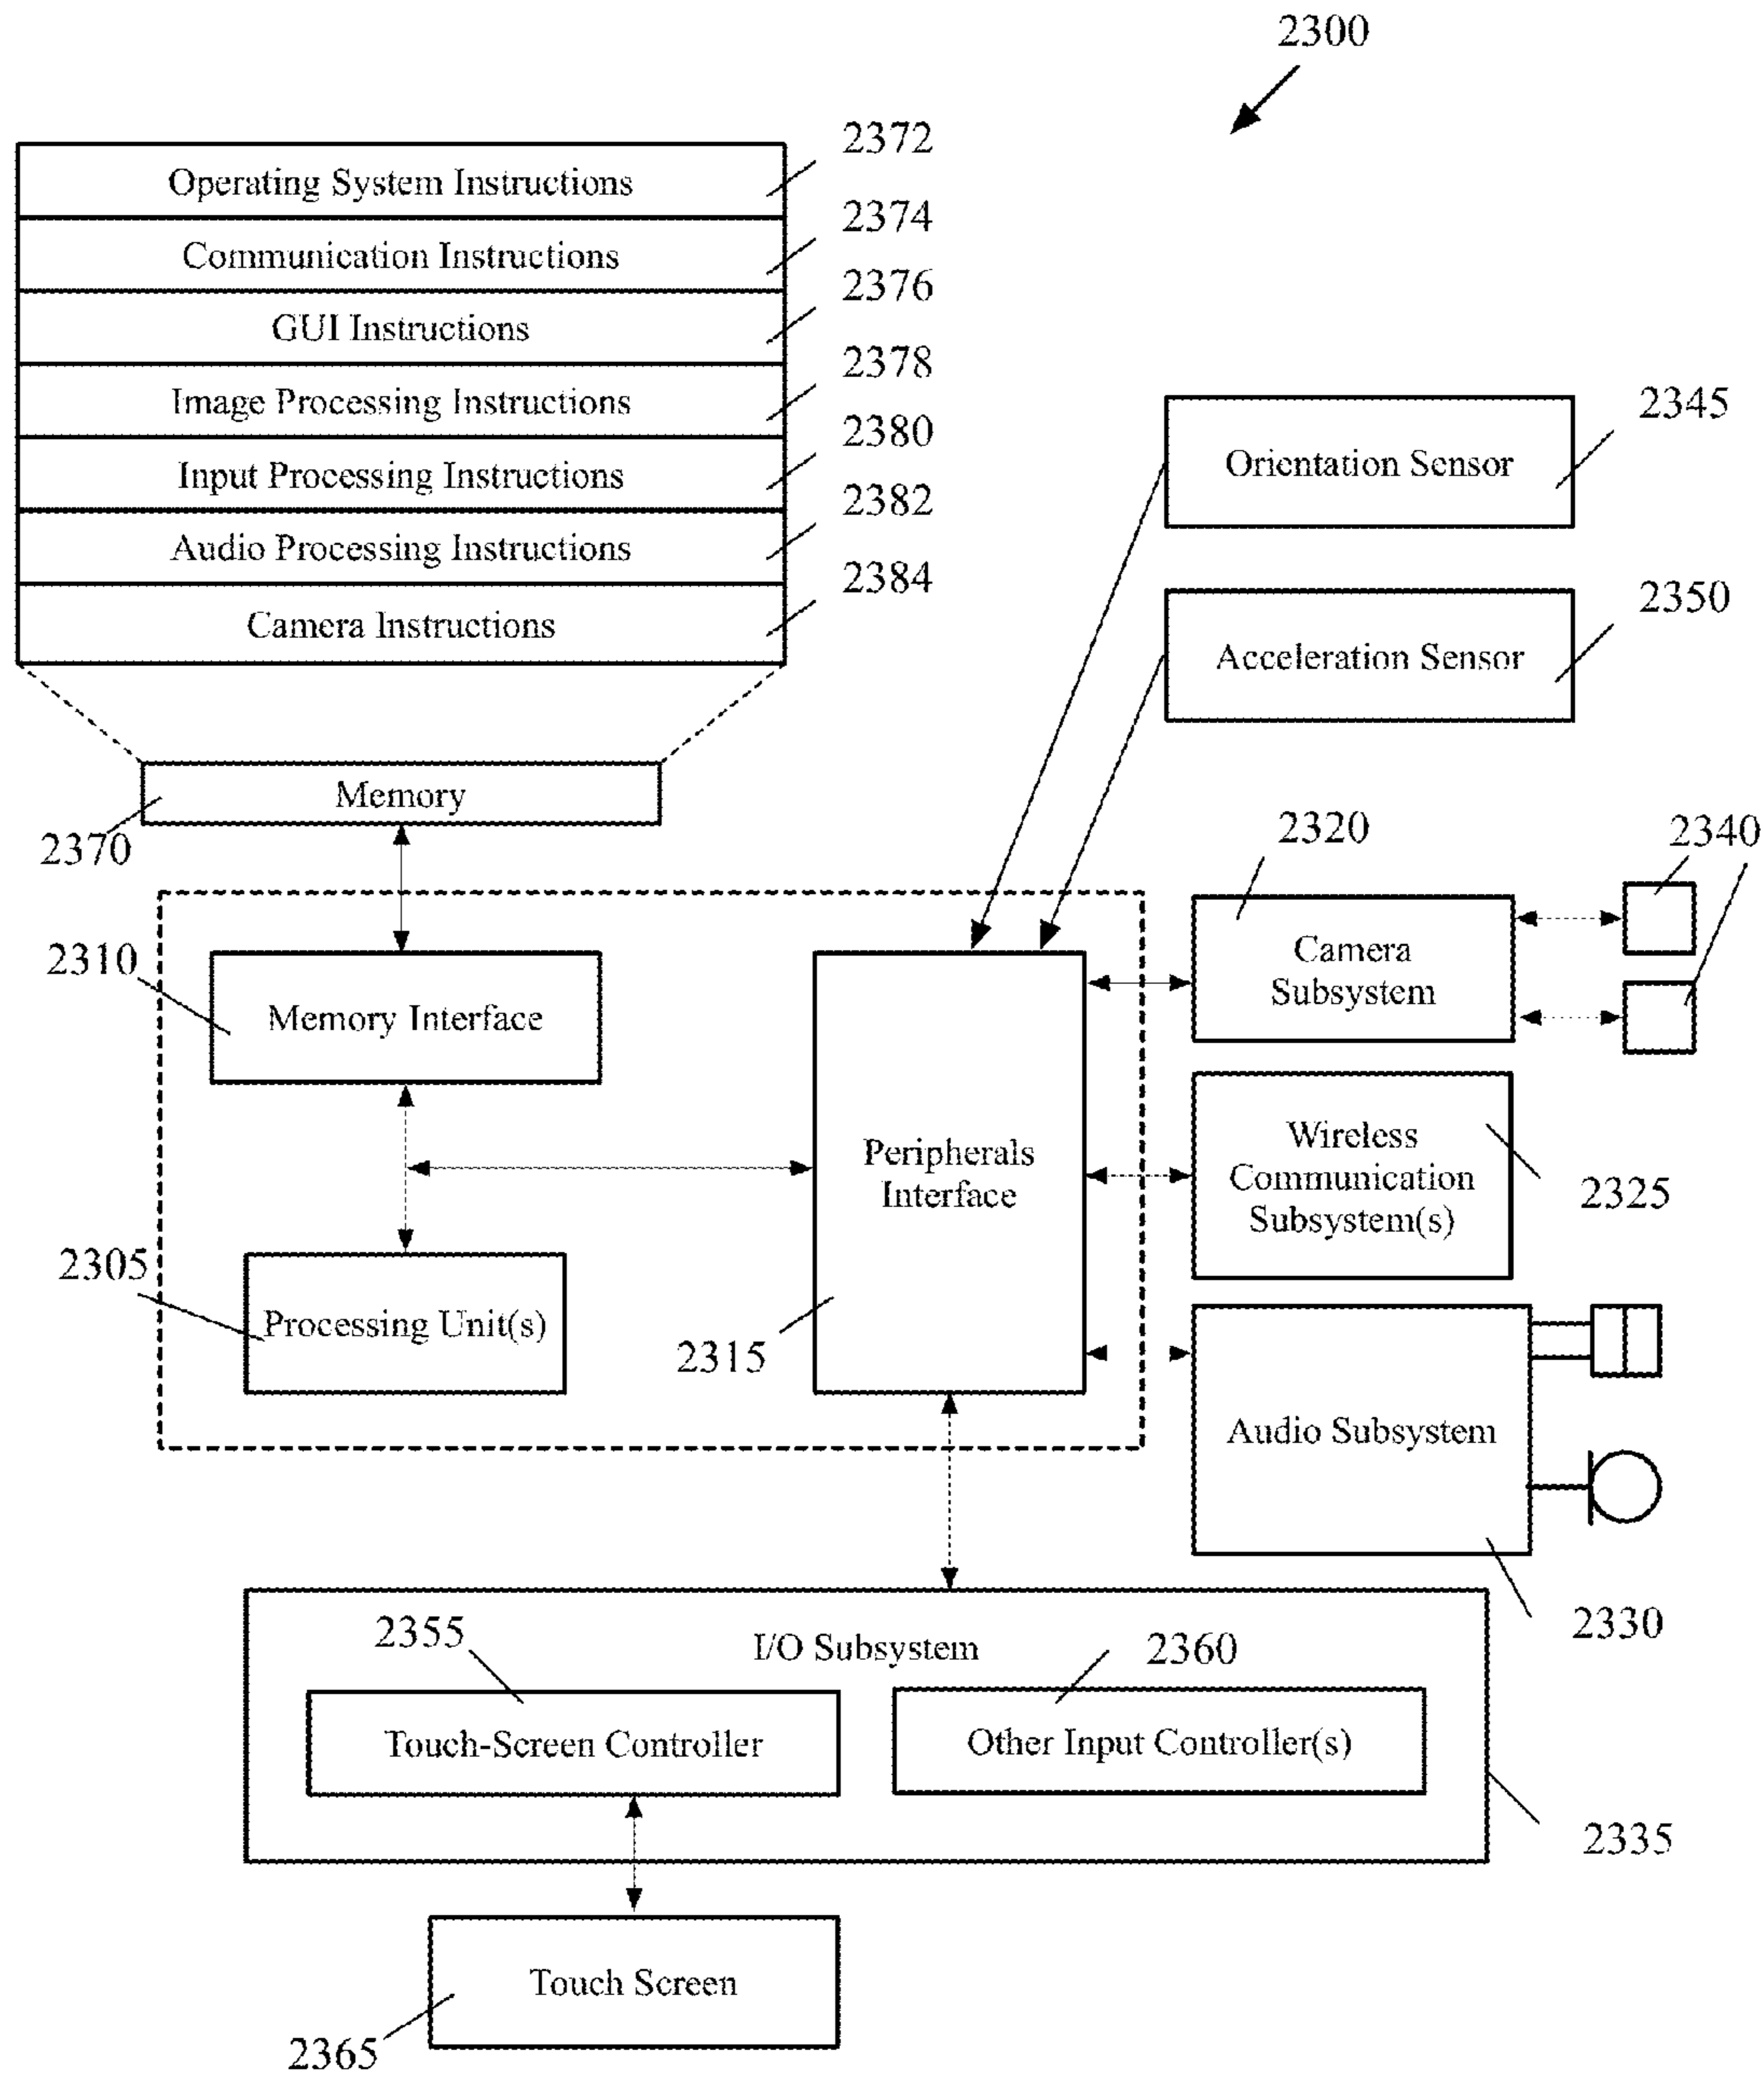 2300
2372
Operating System Instructions
2374
Communication Instructions
2376
GUI Instructions
2378
Image Processing Instructions
2380
Input Processing Instructions
2382
Audio Processing Instructions
2384
Camera Instructions
2345
Orientation Sensor
2350
Acceleration Sensor
Memory
2370
2320
2340
Camera
Subsystem
2310
Memory Interface
Peripherals
Interface
Wireless
Communication
Subsystem(s)
2325
2305
Processing Unit(s)
2315
Audio Subsystem
2330
2355
I/O Subsystem
2360
Touch-Screen Controller
Other Input Controller(s)
2335
Touch Screen
2365